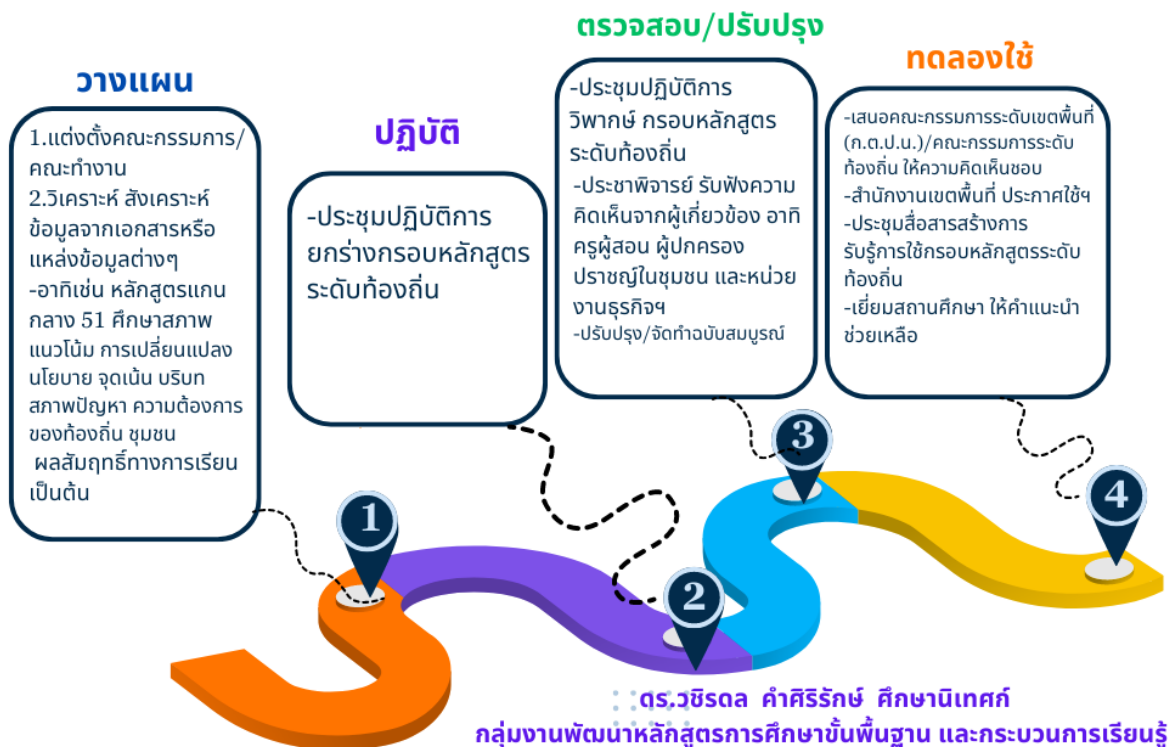 วางแผน
1.แต่งตั้งคณะกรรมการ/
คณะทำงาน
2.วิเคราะห์ สังเคราะห์
ข้อมูลจากเอกสารหรือ
แหล่งข้อมูลต่างๆ
-อาทิเช่น หลักสูตรแกน
กลาง 51 ศึกษาสภาพ
แนวโน้ม การเปลี่ยนแปลง
นโยบาย จุดเน้น บริบท
สภาพปัญหา ความต้องการ
ของท้องถิ่น ชุมชน
ผลสัมฤทธิ์ทางการเรียน
เป็นต้น
ปฏิบัติ
-ประชุมปฏิบัติการ
ยกร่างกรอบหลักสูตร
ระดับท้องถิ่น
ตรวจสอบ/ปรับปรุง
-ประชุมปฏิบัติการ
วิพากษ์ กรอบหลักสูตร
ระดับท้องถิ่น
-ประชาพิจารย์ รับฟังความ
คิดเห็นจากผู้เกี่ยวข้อง อาทิ
ครูผู้สอน ผู้ปกครอง
ปราชญ์ในชุมชน และหน่วย
งานธุรกิจฯ
-ปรับปรุง/จัดทำฉบับสมบูรณ์
ทดลองใช้
-เสนอคณะกรรมการระดับเขตพื้นที่
(ก.ต.ป.น.)/คณะกรรมการระดับ
ท้องถิ่น ให้ความคิดเห็นชอบ
-สำนักงานเขตพื้นที่ ประกาศใช้ฯ
-ประชุมสื่อสารสร้างการ
รับรู้การใช้กรอบหลักสูตรระดับ
ท้องถิ่น
-เยี่ยมสถานศึกษา ให้คำแนะนำ
ช่วยเหลือ
1
2
3
4
ดร.วชิรดล คำศิริรักษ์ ศึกษานิเทศก์
กลุ่มงานพัฒนาหลักสูตรการศึกษาขั้นพื้นฐาน และกระบวนการเรียนรู้